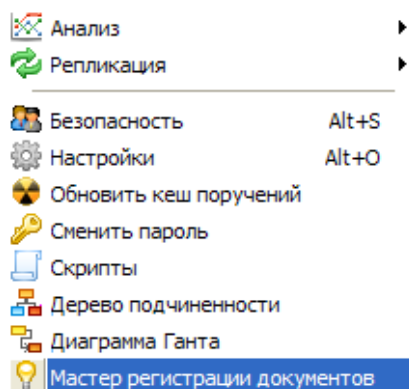 Анализ
Репликация
Безопасность Alt+S
Настройки Alt+O
Обновить кеш поручений
Сменить пароль
Скрипты
Дерево подчиненности
Диаграмма Ганта
Мастер регистрации документов